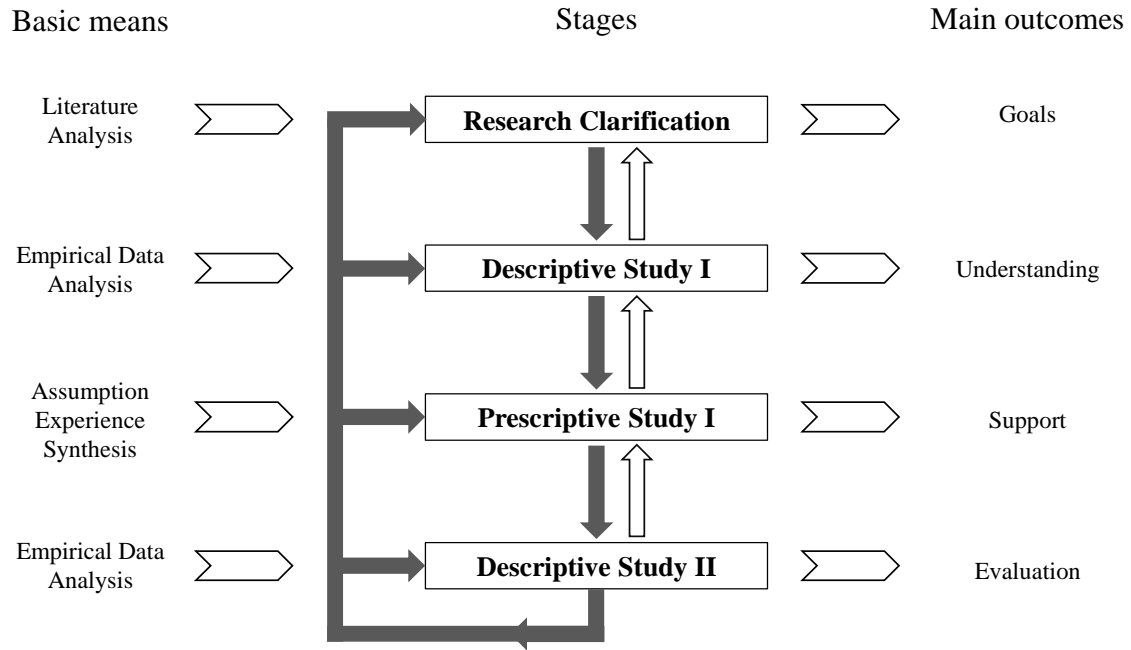 Basic means
Stages
Main outcomes
Literature
Analysis
Research Clarification
Goals
Empirical Data
Analysis
Descriptive Study I
Understanding
Assumption
Experience
Synthesis
Prescriptive Study I
Support
Empirical Data
Analysis
Descriptive Study II
Evaluation